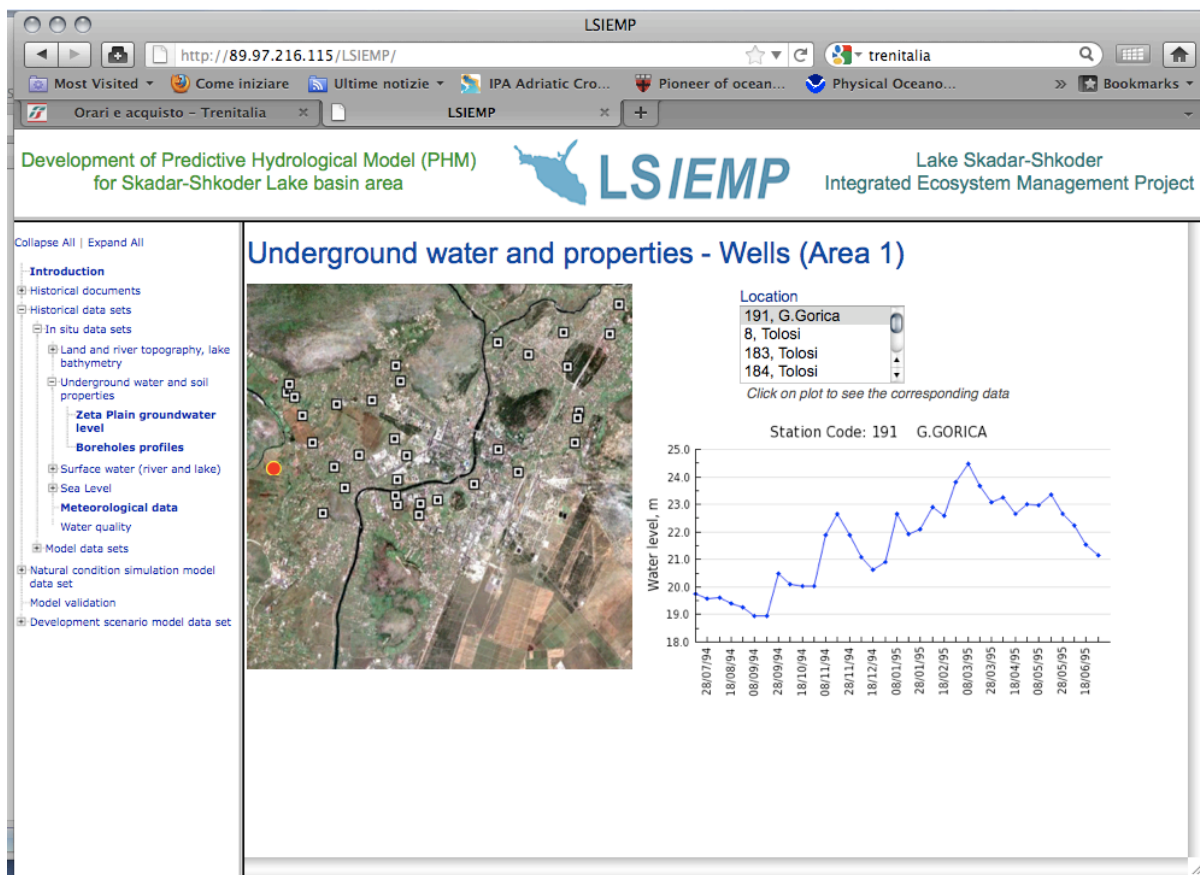 LSIEMP
http://89.97.216.115/LSIEMP/
trenitalia
Most Visited
Come iniziare
Ultime notizie
IPA Adriatic Cro...
Pioneer of ocean...
Physical Oceano...
»
Bookmarks
Orari e acquisto – Trenitalia
LSIEMP
Development of Predictive Hydrological Model (PHM)
for Skadar-Shkoder Lake basin area
LSIEMP
Lake Skadar-Shkoder
Integrated Ecosystem Management Project
Collapse All | Expand All
Introduction
Historical documents
Historical data sets
In situ data sets
Land and river topography, lake
bathymetry
Underground water and soil
properties
Zeta Plain groundwater
level
Boreholes profiles
Surface water (river and lake)
Sea Level
Meteorological data
Water quality
Model data sets
Natural condition simulation model
data set
Model validation
Development scenario model data set
Underground water and properties - Wells (Area 1)
Location
191, G.Gorica
8, Tolosi
183, Tolosi
184, Tolosi
Click on plot to see the corresponding data
Station Code: 191 G.GORICA
Water level, m
25.0
24.0
23.0
22.0
21.0
20.0
19.0
18.0
28/07/94
18/08/94
08/09/94
28/09/94
18/10/94
08/11/94
28/11/94
18/12/94
08/01/95
28/01/95
18/02/95
08/03/95
28/03/95
18/04/95
08/05/95
28/05/95
18/06/95